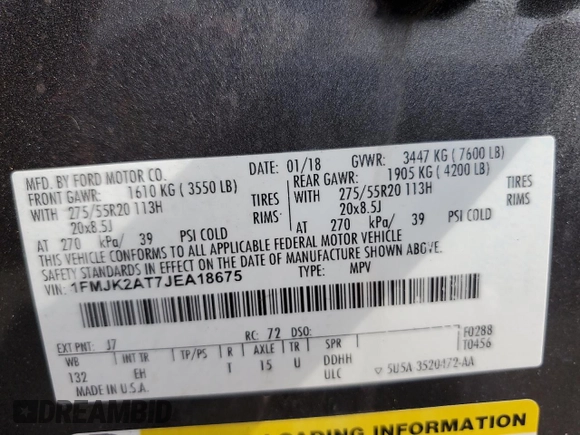 MFD. BY FORD MOTOR CO.
DATE: 01/18 GVWR: 3447 KG ( 7600 LB)
FRONT GAWR: 1610 KG ( 3550 LB) REAR GAWR: 1905 KG ( 4200 LB)
WITH 275/55R20 113H TIRES WITH 275/55R20 113H TIRES
20x8.5J RIMS 20x8.5J RIMS
AT 270 kPa/ 39 PSI COLD AT 270 kPa/ 39 PSI COLD
THIS VEHICLE CONFORMS TO ALL APPLICABLE FEDERAL MOTOR VEHICLE
SAFETY STANDARDS IN EFFECT ON THE DATE OF MANUFACTURE SHOWN ABOVE.
VIN: 1FMJK2AT7JEA18675 TYPE: MPV
EXT PNT: J7 RC: 72 DSO: F0288
T0456
WB INT TR TP/PS R AXLE TR SPR
132 EH T 15 U DDHH
ULC
MADE IN U.S.A. 5U5A 3520472-AA
DREAMBID
LOADING INFORMATION